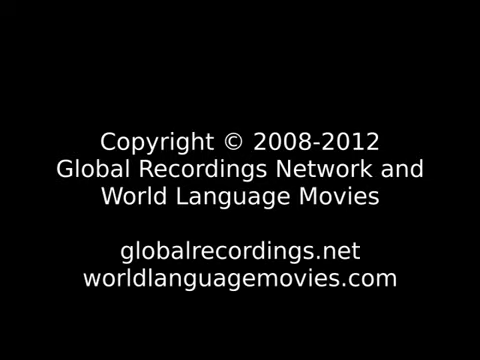 Copyright © 2008-2012
Global Recordings Network and
World Language Movies
globalrecordings.net
worldlanguagemovies.com